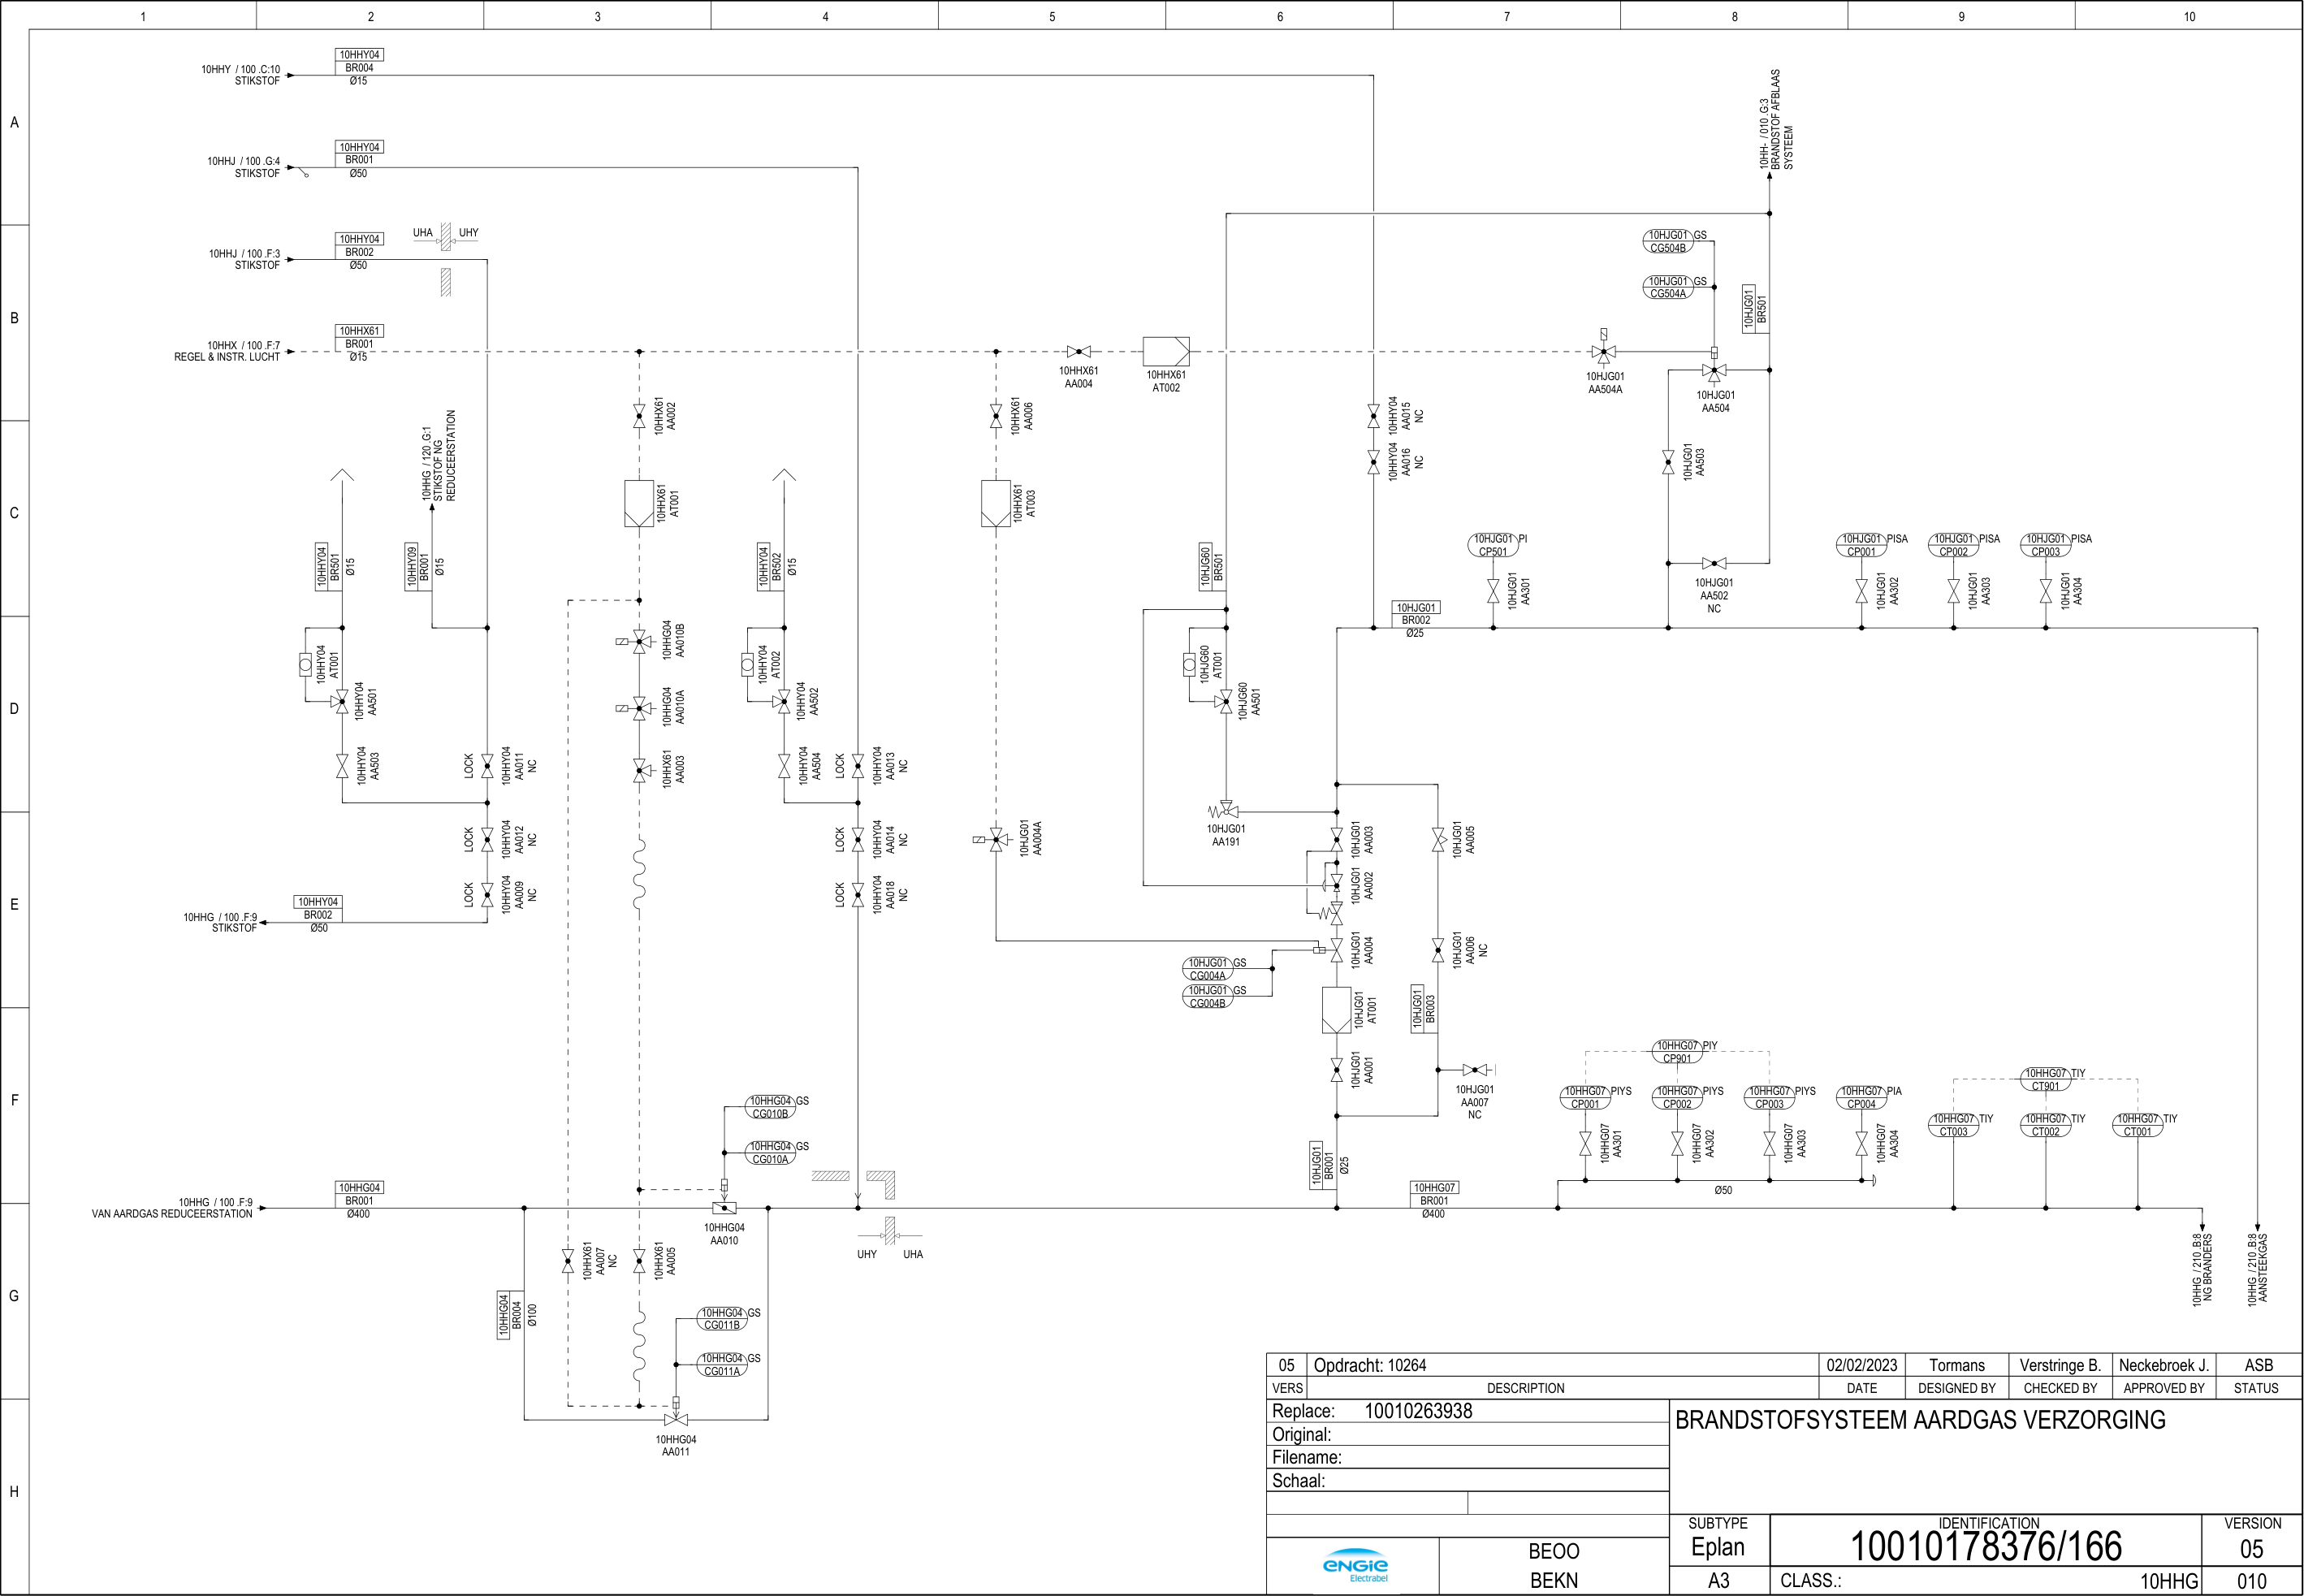 1 2 3 4 5 6 7 8 9 10
A
B
C
D
E
F
G
H
10HHY / 100 .C:10
STIKSTOF
10HHY04
BR004
Ø15
10HHJ / 100 .G:4
STIKSTOF
10HHY04
BR001
Ø50
10HHJ / 100 .F:3
STIKSTOF
10HHY04
BR002
Ø50
UHA UHY
10HHX / 100 .F:7
REGEL & INSTR. LUCHT
10HHX61
BR001
Ø15
10HH- / 010 .G:3
BRANDSTOF AFBLAAS
SYSTEEM
10HJG01 GS
CG504B
10HJG01 GS
CG504A
10HJG01
BR501
10HHX61
AA004
10HHX61
AT002
10HJG01
AA504A
10HJG01
AA504
10HHX61
AA002
10HHX61
AA006
10HHY04
AA015
NC
10HHY04
AA016
NC
10HJG01
AA503
10HHG / 120 .G:1
STIKSTOF NG
REDUCEERSTATION
10HHX61
AT001
10HHX61
AT003
10HHY04
BR501
Ø15
10HHY09
BR001
Ø15
10HHY04
BR502
Ø15
10HJG60
BR501
10HJG01 PI
CP501
10HJG01
AA301
10HJG01
AA502
NC
10HJG01 PISA
CP001
10HJG01 PISA
CP002
10HJG01 PISA
CP003
10HJG01
AA302
10HJG01
AA303
10HJG01
AA304
10HJG01
BR002
Ø25
10HHY04
AT001
10HHY04
AA501
10HHG04
AA010B
10HHG04
AA010A
10HHX61
AA003
10HHY04
AT002
10HHY04
AA502
10HJG60
AT001
10HJG60
AA501
10HHY04
AA503
LOCK
10HHY04
AA011
NC
10HHY04
AA504
LOCK
10HHY04
AA013
NC
LOCK
10HHY04
AA012
NC
LOCK
10HHY04
AA014
NC
10HJG01
AA004A
10HJG01
AA191
10HJG01
AA003
10HJG01
AA005
LOCK
10HHY04
AA009
NC
LOCK
10HHY04
AA018
NC
10HJG01
AA002
10HHG / 100 .F:9
STIKSTOF
10HHY04
BR002
Ø50
10HJG01
AA004
10HJG01
AA006
NC
10HJG01 GS
CG004A
10HJG01 GS
CG004B
10HJG01
AT001
10HJG01
BR003
10HJG01
AA001
10HJG01
AA007
NC
10HHG07 PIY
CP901
10HHG07 PIYS
CP001
10HHG07 PIYS
CP002
10HHG07 PIYS
CP003
10HHG07 PIA
CP004
10HHG07 TIY
CT901
10HHG07 TIY
CT003
10HHG07 TIY
CT002
10HHG07 TIY
CT001
10HHG07
AA301
10HHG07
AA302
10HHG07
AA303
10HHG07
AA304
Ø50
10HHG04 GS
CG010B
10HHG04 GS
CG010A
10HJG01
BR001
Ø25
10HHG / 100 .F:9
VAN AARDGAS REDUCEERSTATION
10HHG04
BR001
Ø400
10HHG04
AA010
10HHG07
BR001
Ø400
UHY UHA
10HHX61
AA007
NC
10HHX61
AA005
10HHG04
BR004
Ø100
10HHG04 GS
CG011B
10HHG04 GS
CG011A
10HHG04
AA011
10HHG / 210 .B:8
NG BRANDERS
10HHG / 210 .B:8
AANSTEEKGAS
05 Opdracht: 10264 02/02/2023 Tormans Verstringe B. Neckebroek J. ASB
VERS DESCRIPTION DATE DESIGNED BY CHECKED BY APPROVED BY STATUS
Replace: 10010263938
Original:
Filename:
Schaal:
BRANDSTOFSYSTEEM AARDGAS VERZORGING
ENGIE
Electrabel
BEOO
BEKN
SUBTYPE
Eplan
A3
IDENTIFICATION
10010178376/166
CLASS.: 10HHG
VERSION
05
010